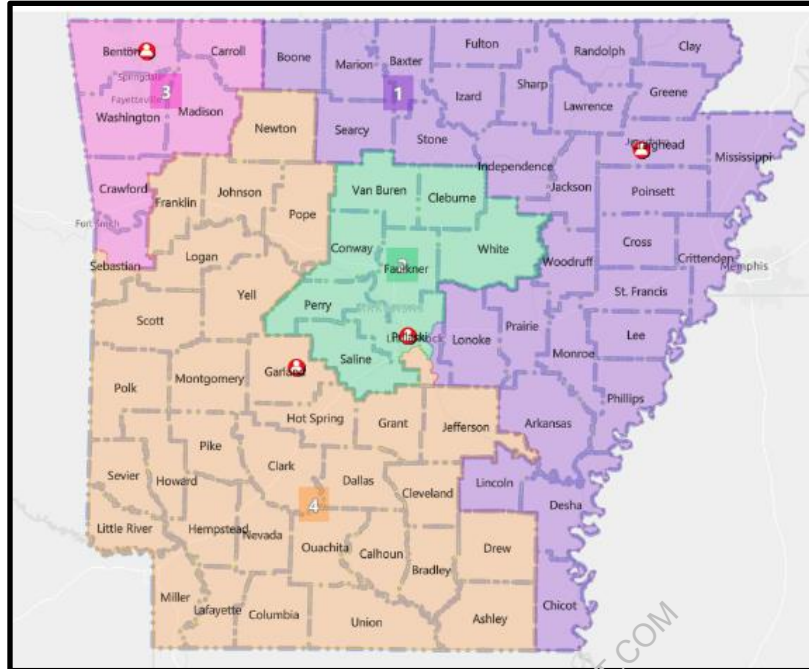 Benton
Carroll
Boone
Marion
Baxter
Fulton
Randolph
Clay
Springdale
Fayetteville
3
1
Washington
Madison
Izard
Sharp
Lawrence
Greene
Newton
Searcy
Stone
Craighead
Mississippi
Independence
Jackson
Poinsett
Crawford
Franklin
Johnson
Pope
Van Buren
Cleburne
Fort Smith
Conway
White
Cross
Crittenden
Memphis
Sebastian
Logan
Faulkner
Woodruff
St. Francis
Yell
Perry
Scott
Lonoke
Prairie
Lee
Monroe
Saline
Garland
Polk
Montgomery
Phillips
Hot Spring
Grant
Jefferson
Arkansas
Pike
Clark
Sevier
Howard
Dallas
Cleveland
Lincoln
Desha
4
Little River
Hempstead
Nevada
Ouachita
Calhoun
Bradley
Drew
Miller
Lafayette
Columbia
Union
Ashley
Chicot
.COM